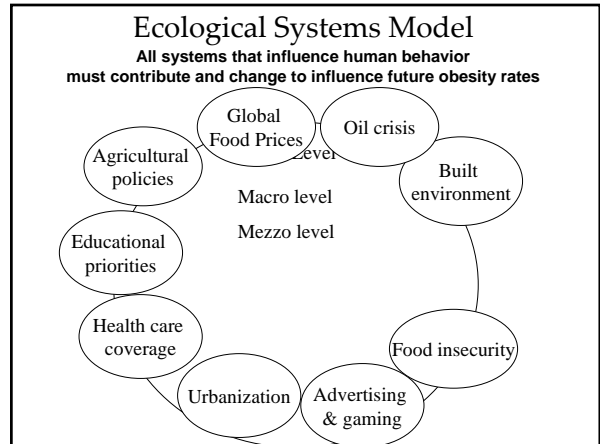 Ecological Systems Model
All systems that influence human behavior
must contribute and change to influence future obesity rates
Global
Food Prices
Oil crisis
Level
Agricultural
policies
Built
environment
Macro level
Mezzo level
Educational
priorities
Health care
coverage
Food insecurity
Urbanization
Advertising
& gaming